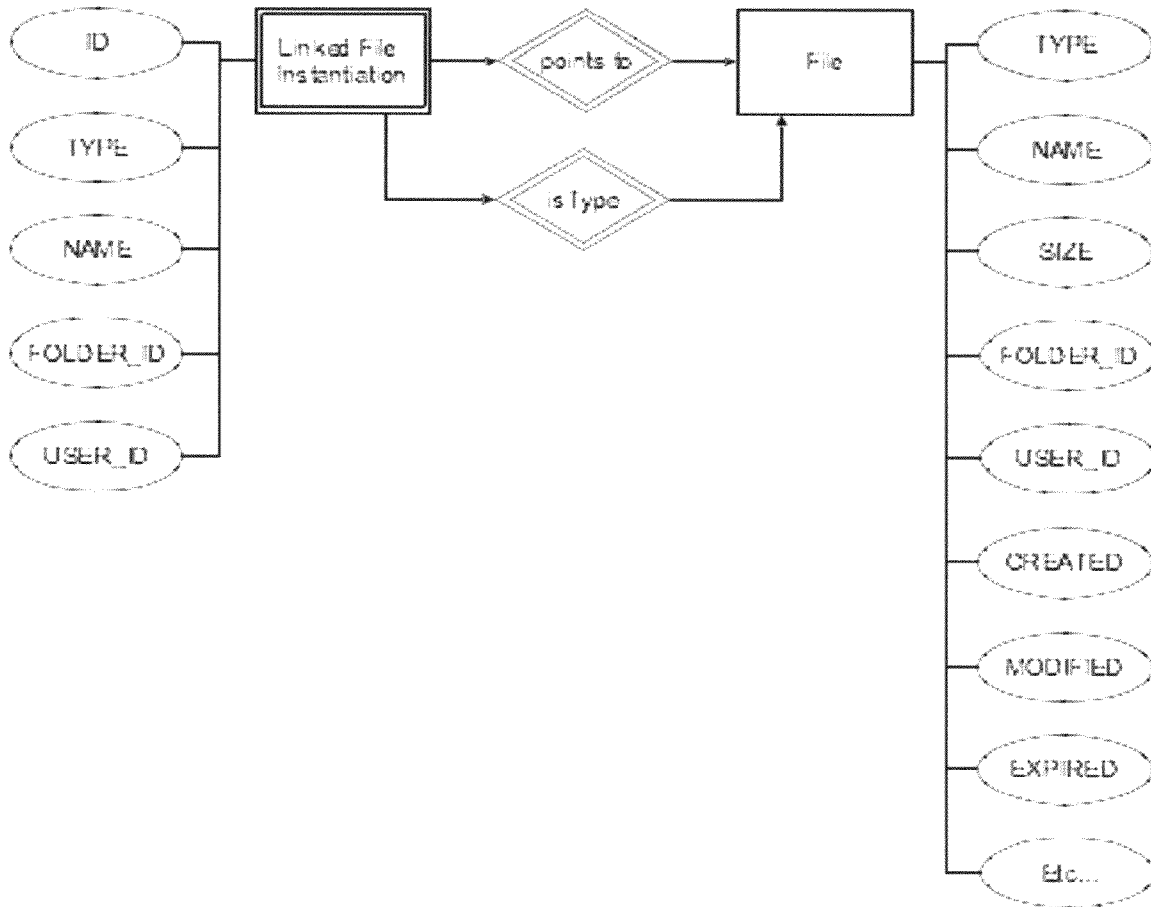 ID
Linked File
Instantiation
points to
File
TYPE
TYPE
NAME
is Type
NAME
SIZE
FOLDER_ID
FOLDER_ID
USER_ID
USER_ID
CREATED
MODIFIED
EXPIRED
Etc...